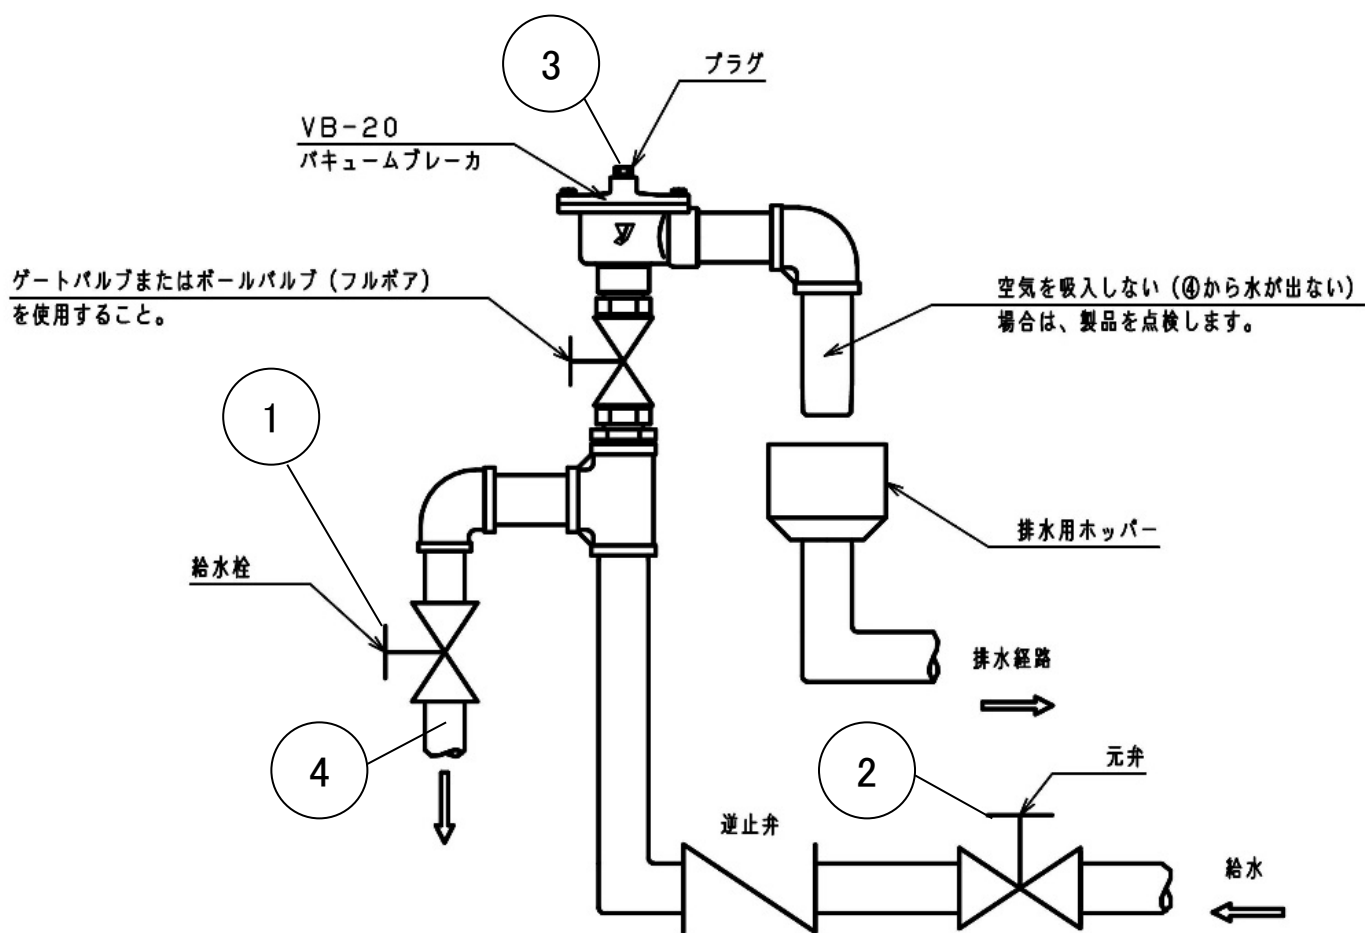 3
プラグ
VB-20
バキュームブレーカ
ゲートバルブまたはボールバルブ（フルボア）
を使用すること。
空気を吸入しない（④から水が出ない）
場合は、製品を点検します。
1
排水用ホッパー
給水栓
排水経路
4
2
元弁
逆止弁
給水